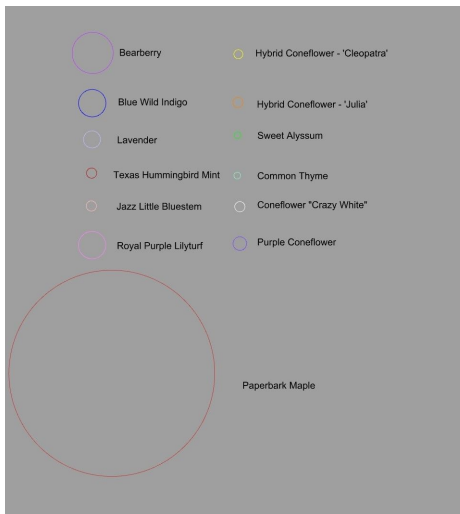 Bearberry
Hybrid Coneflower - 'Cleopatra'
Blue Wild Indigo
Hybrid Coneflower - 'Julia'
Lavender
Sweet Alyssum
Texas Hummingbird Mint
Common Thyme
Jazz Little Bluestem
Coneflower "Crazy White"
Royal Purple Lilyturf
Purple Coneflower
Paperbark Maple